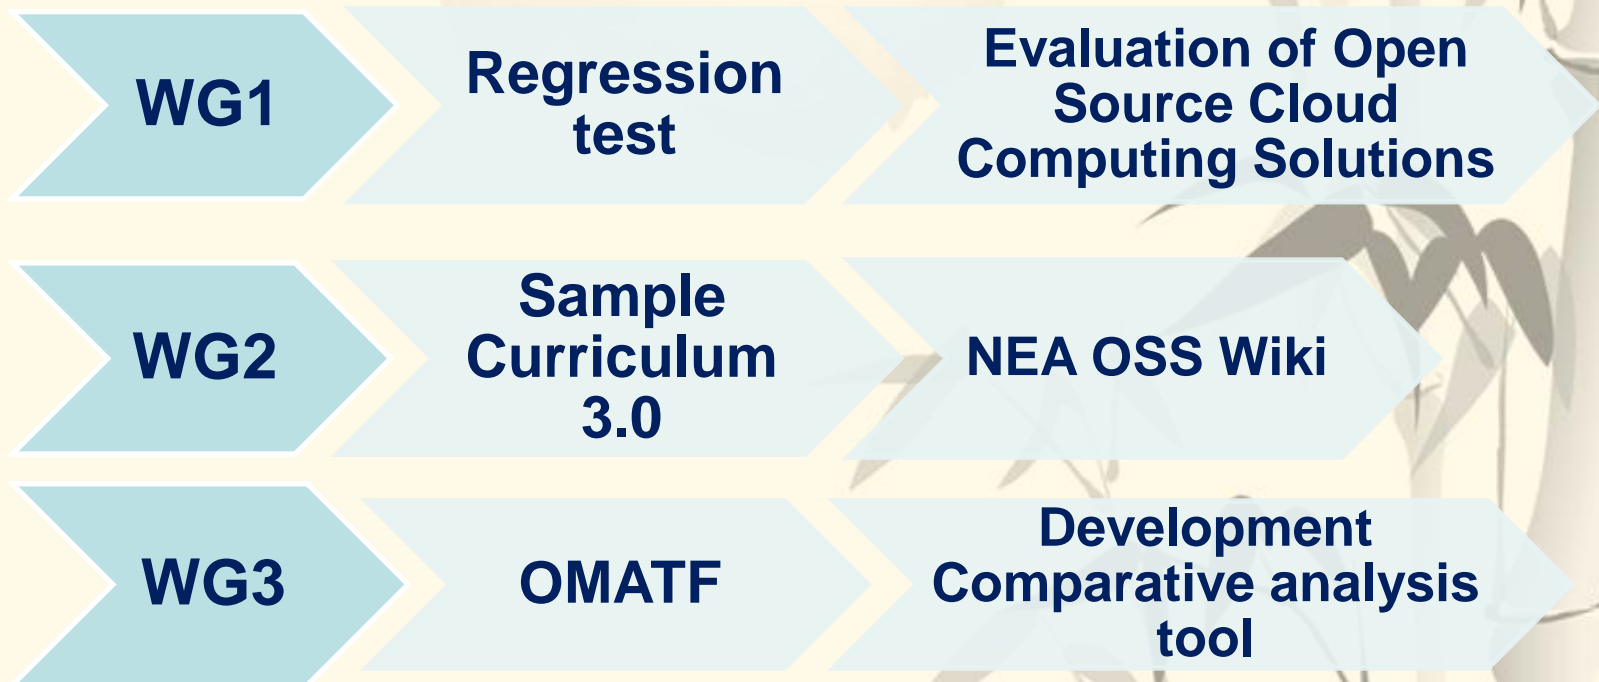 WG1
Regression
test
Evaluation of Open
Source Cloud
Computing Solutions
WG2
Sample
Curriculum
3.0
NEA OSS Wiki
WG3
OMATF
Development
Comparative analysis
tool